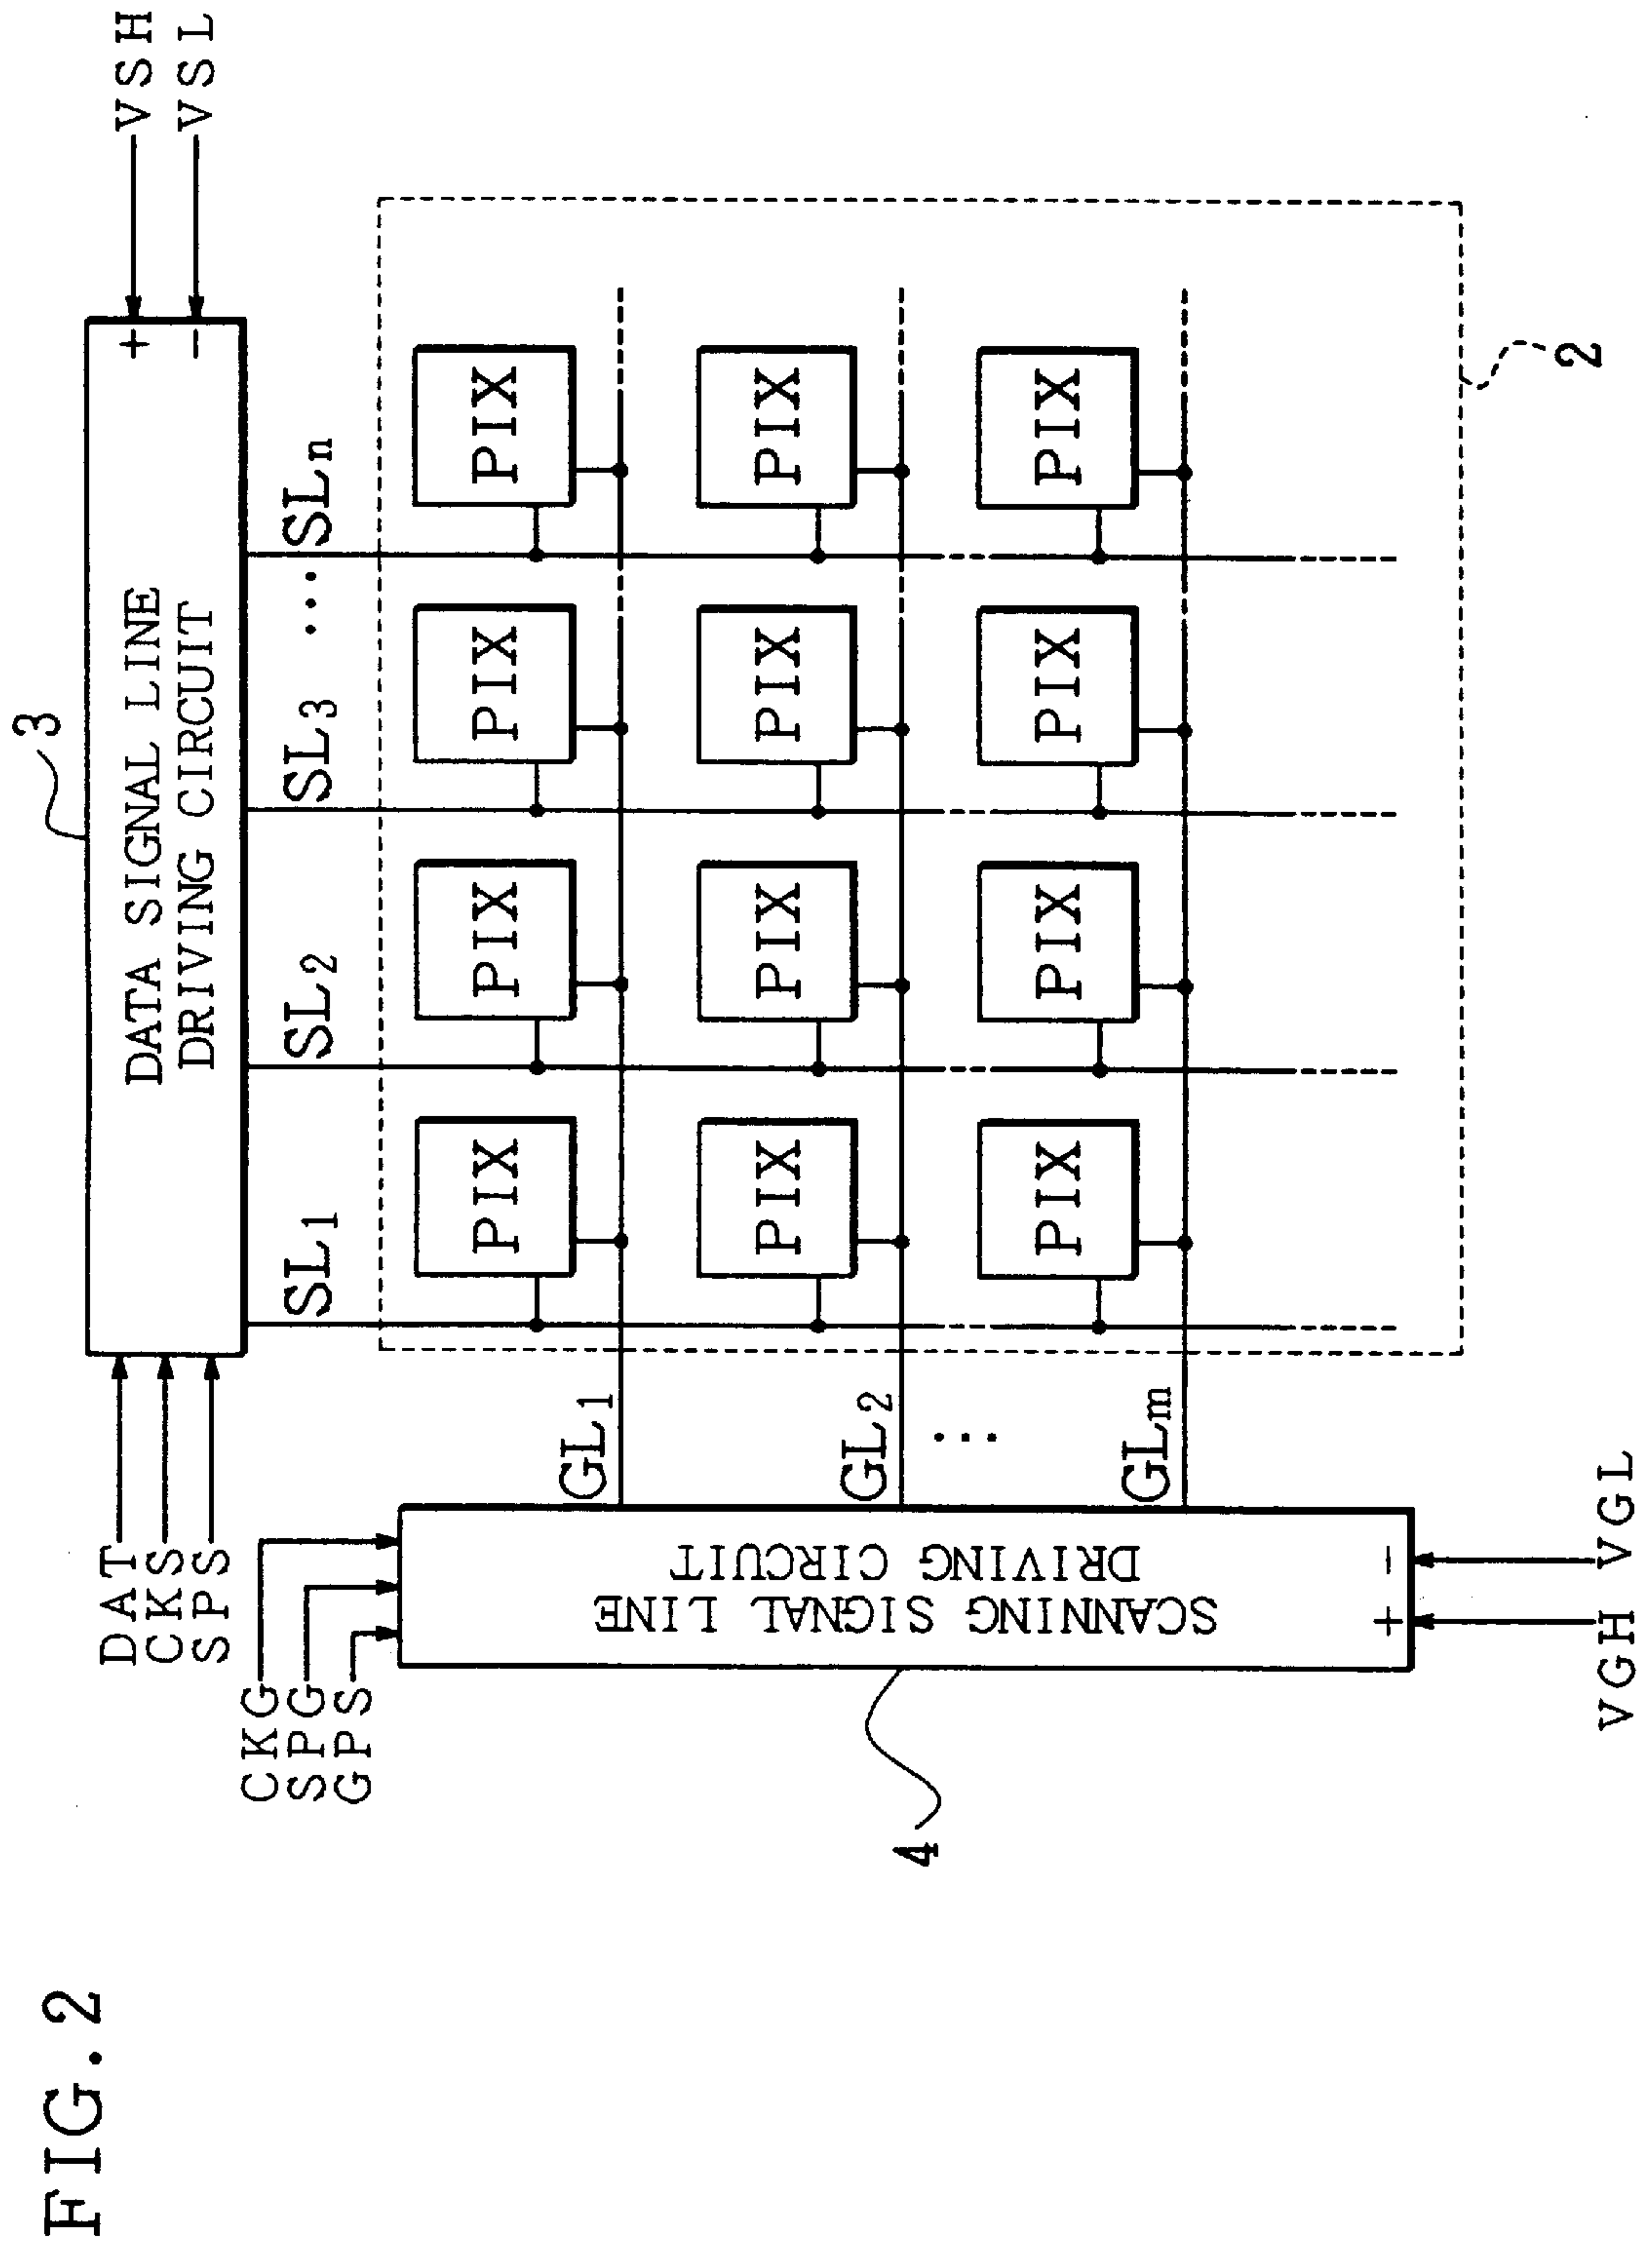 FIG. 2
3
DATA SIGNAL LINE
DRIVING CIRCUIT
+
−
VSH
VSL
DAT
CKS
SPS
CKG
SPG
GPS
SL1
SL2
SL3
...
SLn
PIX PIX PIX PIX
GL1
PIX PIX PIX PIX
GL2
...
PIX PIX PIX PIX
GLm
SCANNING SIGNAL LINE
DRIVING CIRCUIT
4
+
−
VGH VGL
2